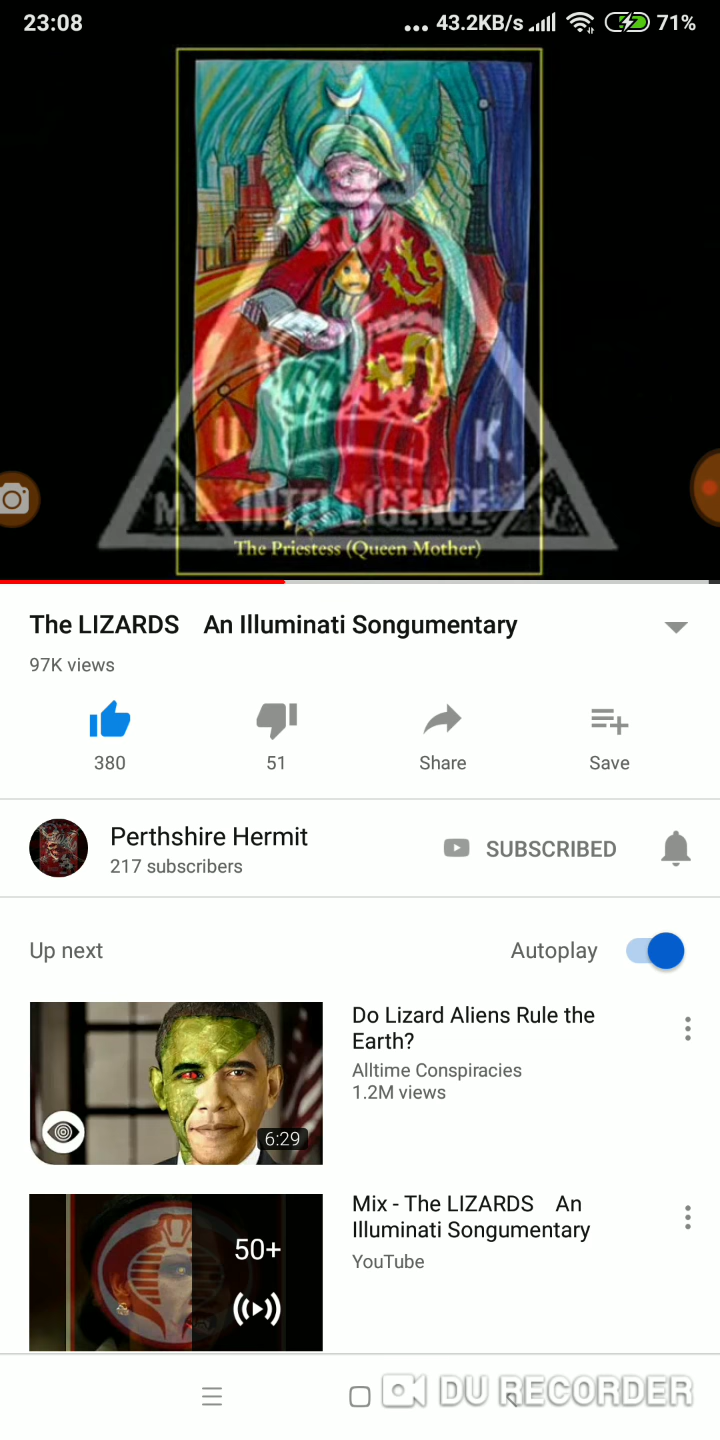 23:08 ... 43.2KB/s 71%
U K.
INTELLIGENCE
The Priestess (Queen Mother)
The LIZARDS An Illuminati Songumentary
97K views
380 51 Share Save
Perthshire Hermit
217 subscribers
SUBSCRIBED
Up next Autoplay
Do Lizard Aliens Rule the
Earth?
Alltime Conspiracies
1.2M views
6:29
Mix - The LIZARDS An
Illuminati Songumentary
YouTube
50+
DU RECORDER